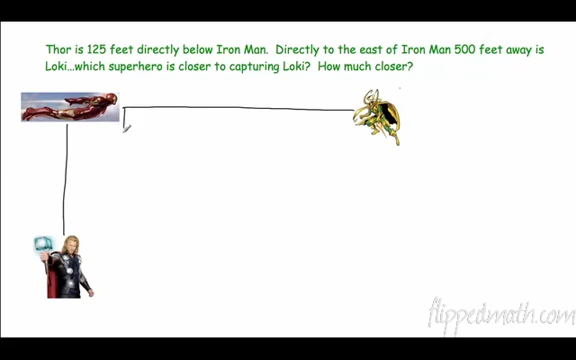 Thor is 125 feet directly below Iron Man.  Directly to the east of Iron Man 500 feet away is
Loki...which superhero is closer to capturing Loki?  How much closer?
flippedmath.com